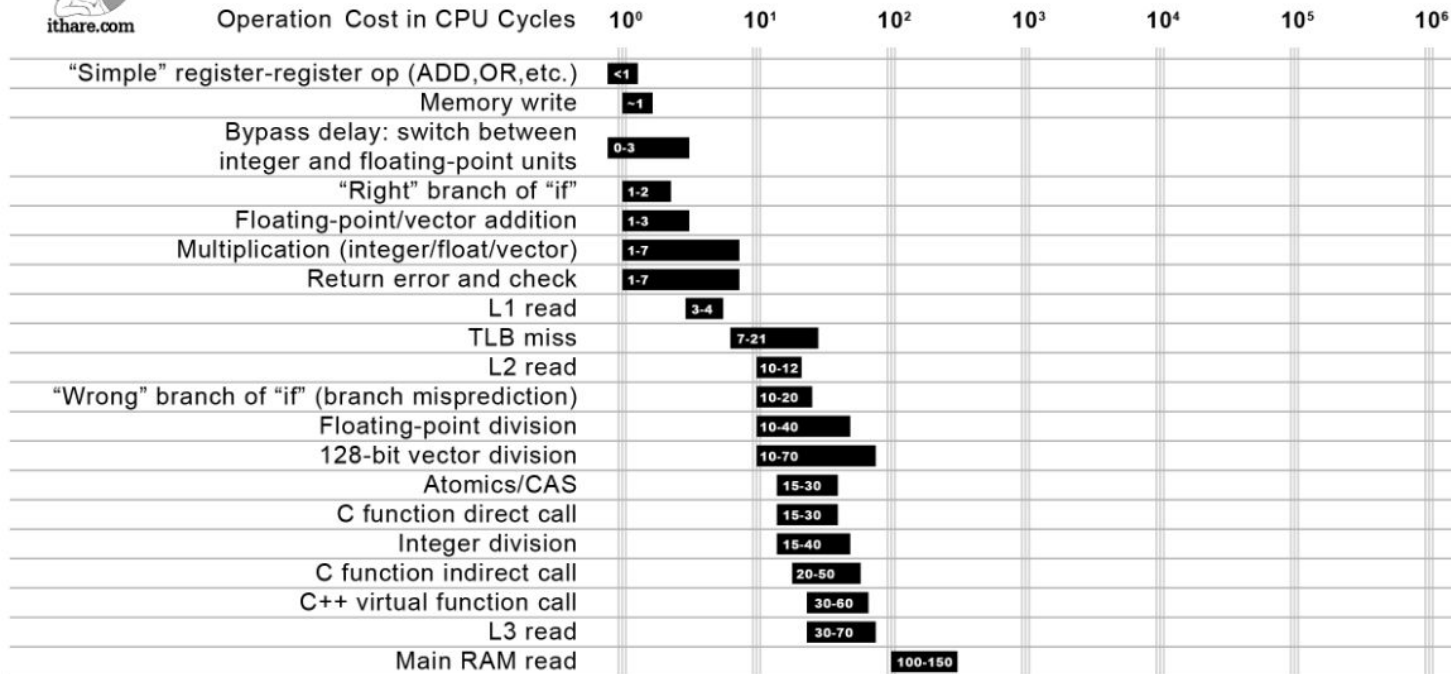 ithare.com
Operation Cost in CPU Cycles 10⁰ 10¹ 10² 10³ 10⁴ 10⁵ 10⁶
“Simple” register-register op (ADD,OR,etc.) <1
Memory write ~1
Bypass delay: switch between
integer and floating-point units 0-3
“Right” branch of “if” 1-2
Floating-point/vector addition 1-3
Multiplication (integer/float/vector) 1-7
Return error and check 1-7
L1 read 3-4
TLB miss 7-21
L2 read 10-12
“Wrong” branch of “if” (branch misprediction) 10-20
Floating-point division 10-40
128-bit vector division 10-70
Atomics/CAS 15-30
C function direct call 15-30
Integer division 15-40
C function indirect call 20-50
C++ virtual function call 30-60
L3 read 30-70
Main RAM read 100-150